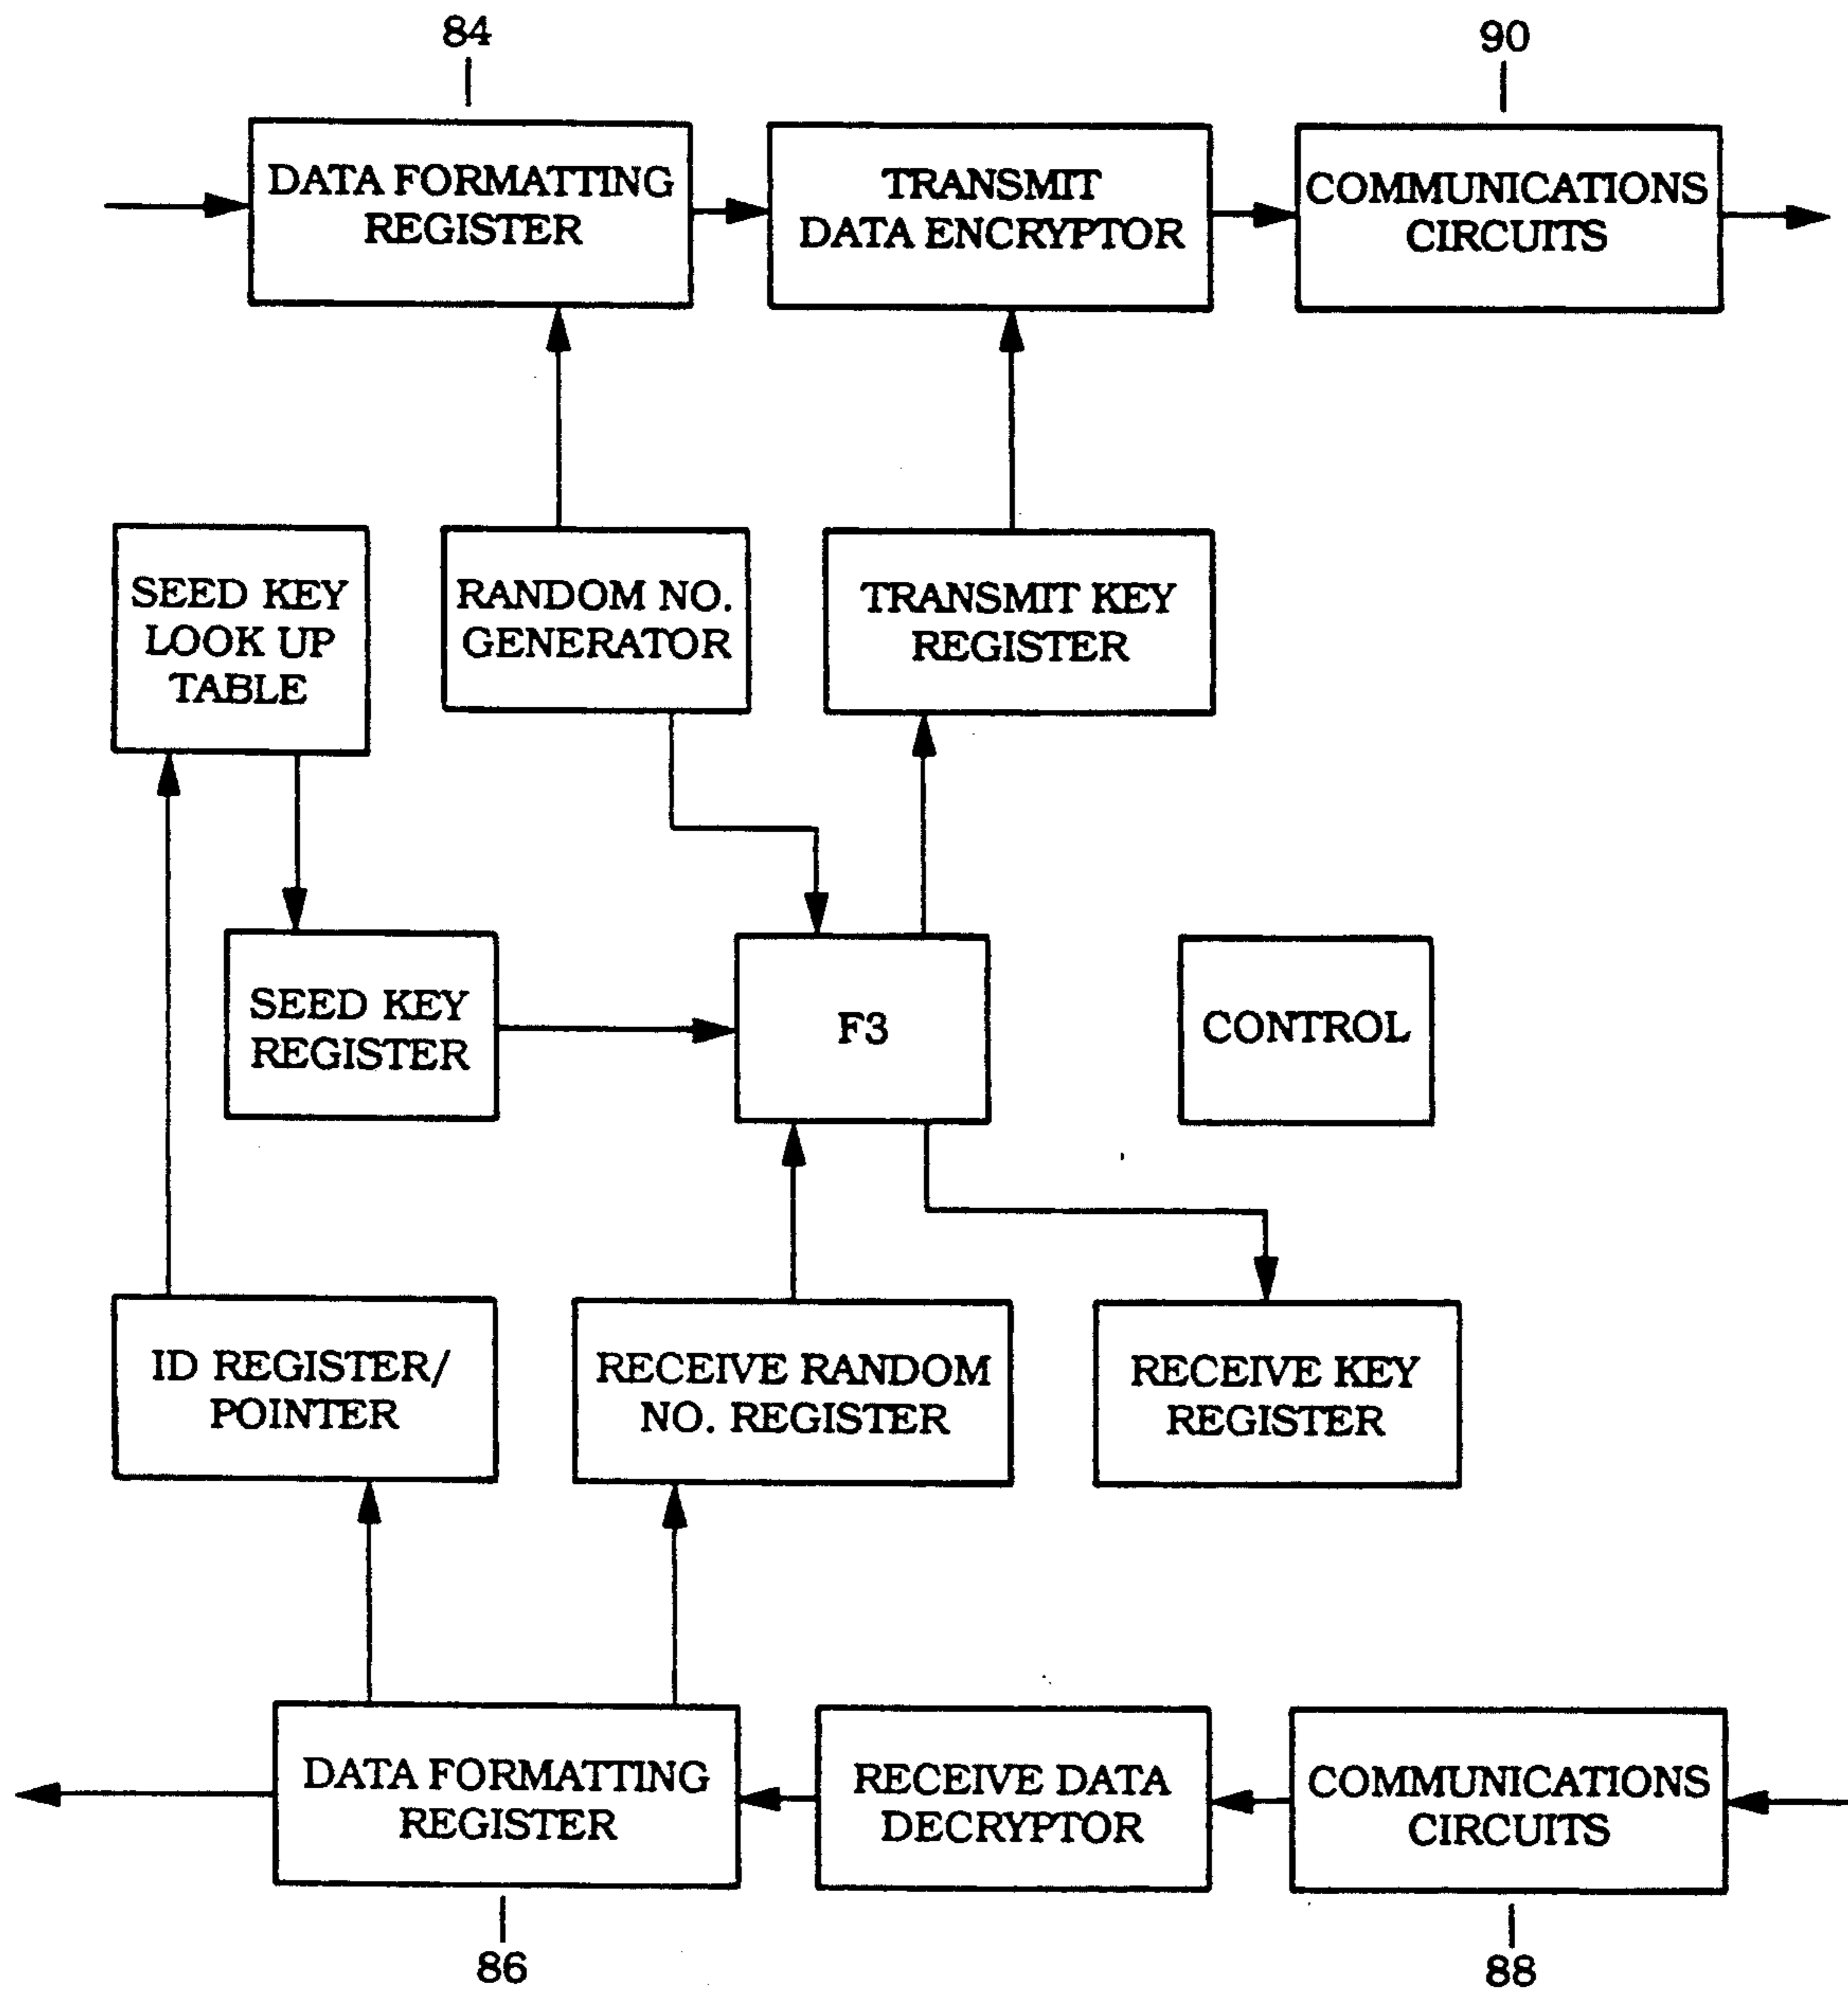 84
90
DATA FORMATTING
REGISTER
TRANSMIT
DATA ENCRYPTOR
COMMUNICATIONS
CIRCUITS
SEED KEY
LOOK UP
TABLE
RANDOM NO.
GENERATOR
TRANSMIT KEY
REGISTER
SEED KEY
REGISTER
F3
CONTROL
ID REGISTER/
POINTER
RECEIVE RANDOM
NO. REGISTER
RECEIVE KEY
REGISTER
DATA FORMATTING
REGISTER
RECEIVE DATA
DECRYPTOR
COMMUNICATIONS
CIRCUITS
86
88